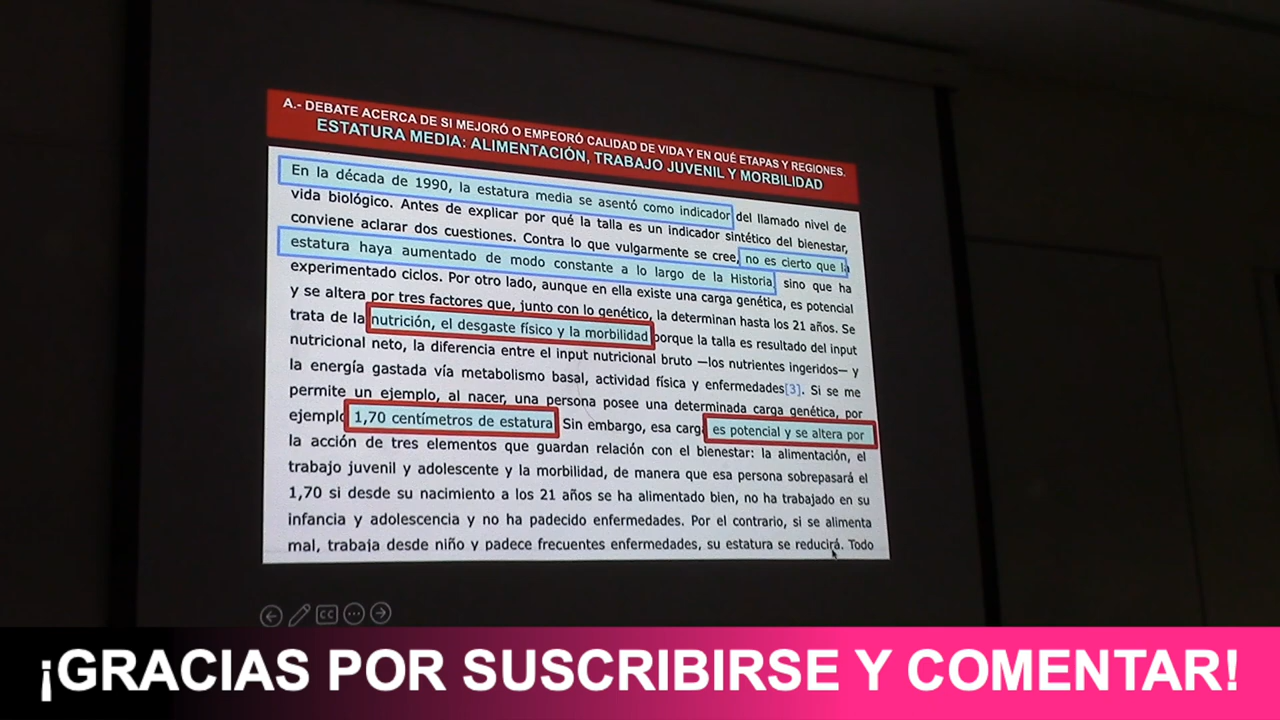 A.- DEBATE ACERCA DE SI MEJORÓ O EMPEORÓ CALIDAD DE VIDA Y EN QUÉ ETAPAS Y REGIONES.
ESTATURA MEDIA: ALIMENTACIÓN, TRABAJO JUVENIL Y MORBILIDAD
En la década de 1990, la estatura media se asentó como indicador del llamado nivel de
vida biológico. Antes de explicar por qué la talla es un indicador sintético del bienestar,
conviene aclarar dos cuestiones. Contra lo que vulgarmente se cree, no es cierto que la
estatura haya aumentado de modo constante a lo largo de la Historia, sino que ha
experimentado ciclos. Por otro lado, aunque en ella existe una carga genética, es potencial
y se altera por tres factores que, junto con lo genético, la determinan hasta los 21 años. Se
trata de la nutrición, el desgaste físico y la morbilidad porque la talla es resultado del input
nutricional neto, la diferencia entre el input nutricional bruto —los nutrientes ingeridos— y
la energía gastada vía metabolismo basal, actividad física y enfermedades[3]. Si se me
permite un ejemplo, al nacer, una persona posee una determinada carga genética, por
ejemplo 1,70 centímetros de estatura Sin embargo, esa carga es potencial y se altera por
la acción de tres elementos que guardan relación con el bienestar: la alimentación, el
trabajo juvenil y adolescente y la morbilidad, de manera que esa persona sobrepasará el
1,70 si desde su nacimiento a los 21 años se ha alimentado bien, no ha trabajado en su
infancia y adolescencia y no ha padecido enfermedades. Por el contrario, si se alimenta
mal, trabaja desde niño y padece frecuentes enfermedades, su estatura se reducirá. Todo
CC
¡GRACIAS POR SUSCRIBIRSE Y COMENTAR!